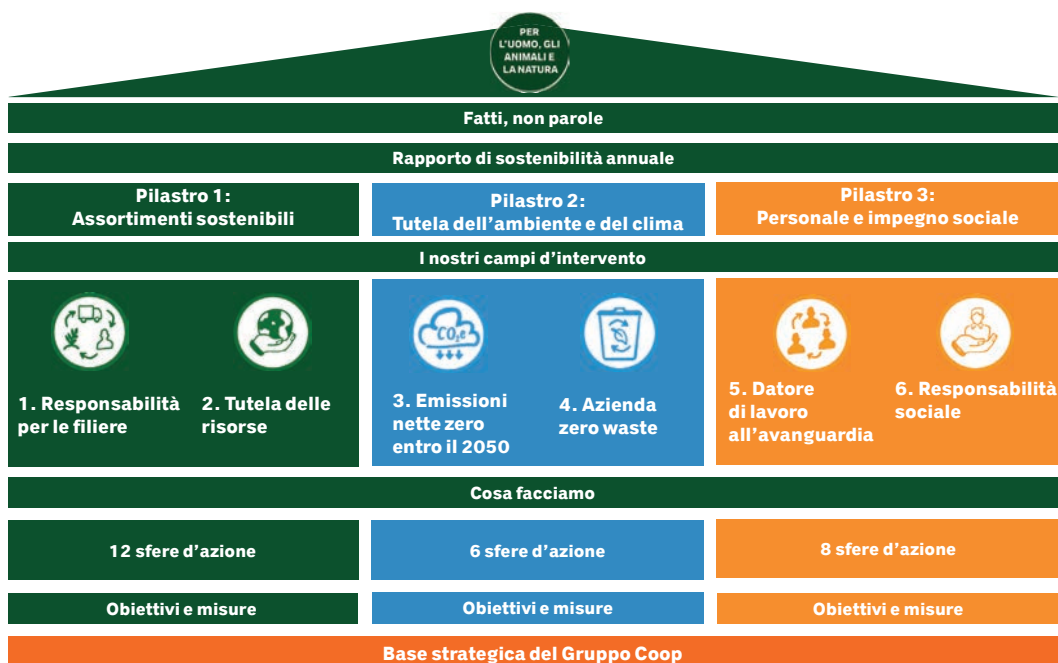 PER
L'UOMO, GLI
ANIMALI E
LA NATURA
Fatti, non parole
Rapporto di sostenibilità annuale
Pilastro 1:
Assortimenti sostenibili
Pilastro 2:
Tutela dell'ambiente e del clima
Pilastro 3:
Personale e impegno sociale
I nostri campi d'intervento
1. Responsabilità
per le filiere
2. Tutela delle
risorse
CO₂e
3. Emissioni
nette zero
entro il 2050
4. Azienda
zero waste
5. Datore
di lavoro
all'avanguardia
6. Responsabilità
sociale
Cosa facciamo
12 sfere d'azione
6 sfere d'azione
8 sfere d'azione
Obiettivi e misure
Obiettivi e misure
Obiettivi e misure
Base strategica del Gruppo Coop